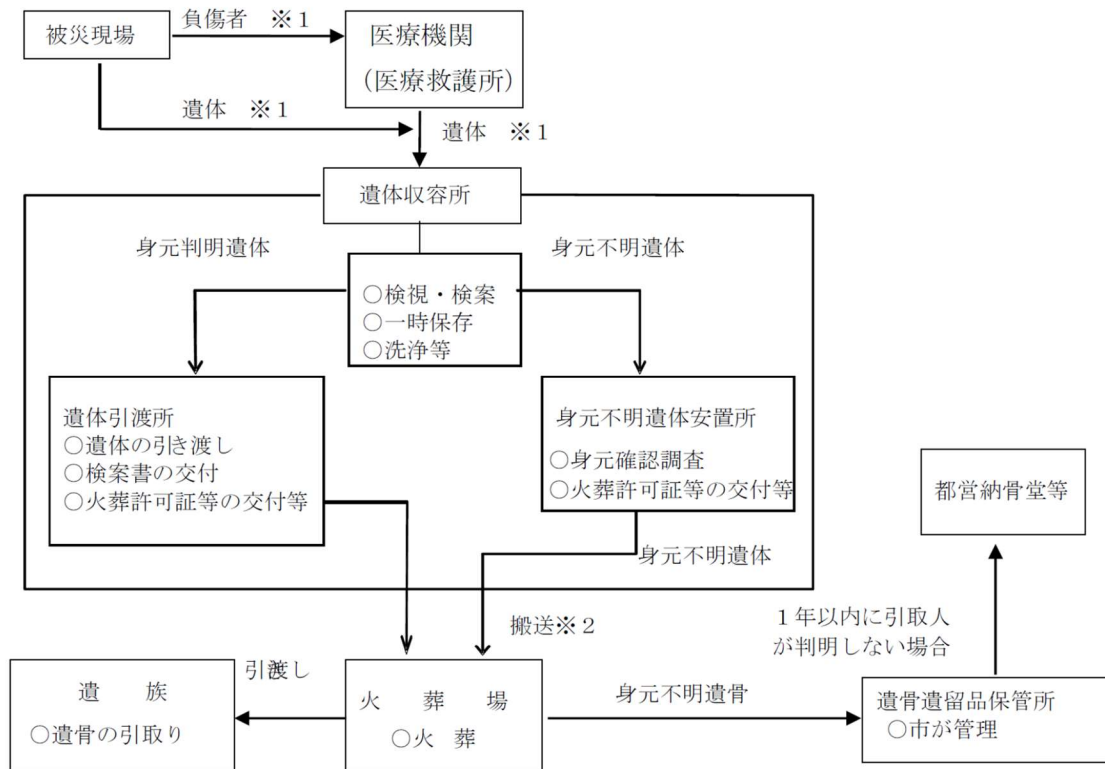 被災現場
負傷者　※１
医療機関
（医療救護所）
遺体　※１
遺体　※１
遺体収容所
身元判明遺体
身元不明遺体
○検視・検案
○一時保存
○洗浄等
遺体引渡所
○遺体の引き渡し
○検案書の交付
○火葬許可証等の交付等
身元不明遺体安置所
○身元確認調査
○火葬許可証等の交付等
都営納骨堂等
身元不明遺体
搬送※２
１年以内に引取人
が判明しない場合
遺　　族
○遺骨の引取り
引渡し
火　葬　場
○火　葬
身元不明遺骨
遺骨遺留品保管所
○市が管理